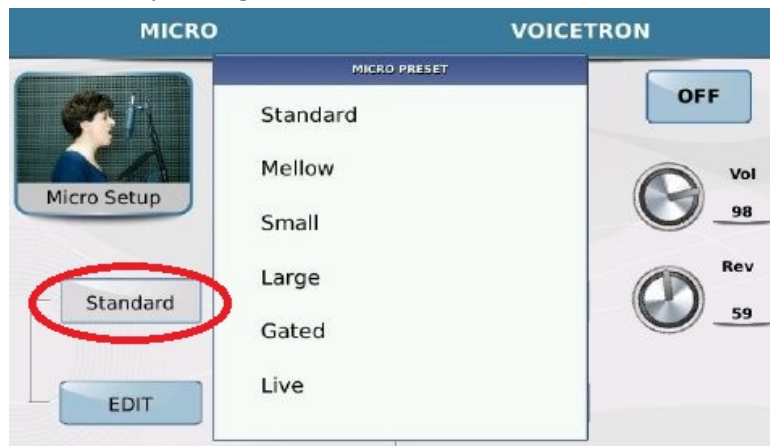 MICRO VOICETRON
MICRO PRESET
Standard
Mellow
Small
Large
Gated
Live
Micro Setup
Standard
EDIT
OFF
Vol
98
Rev
59